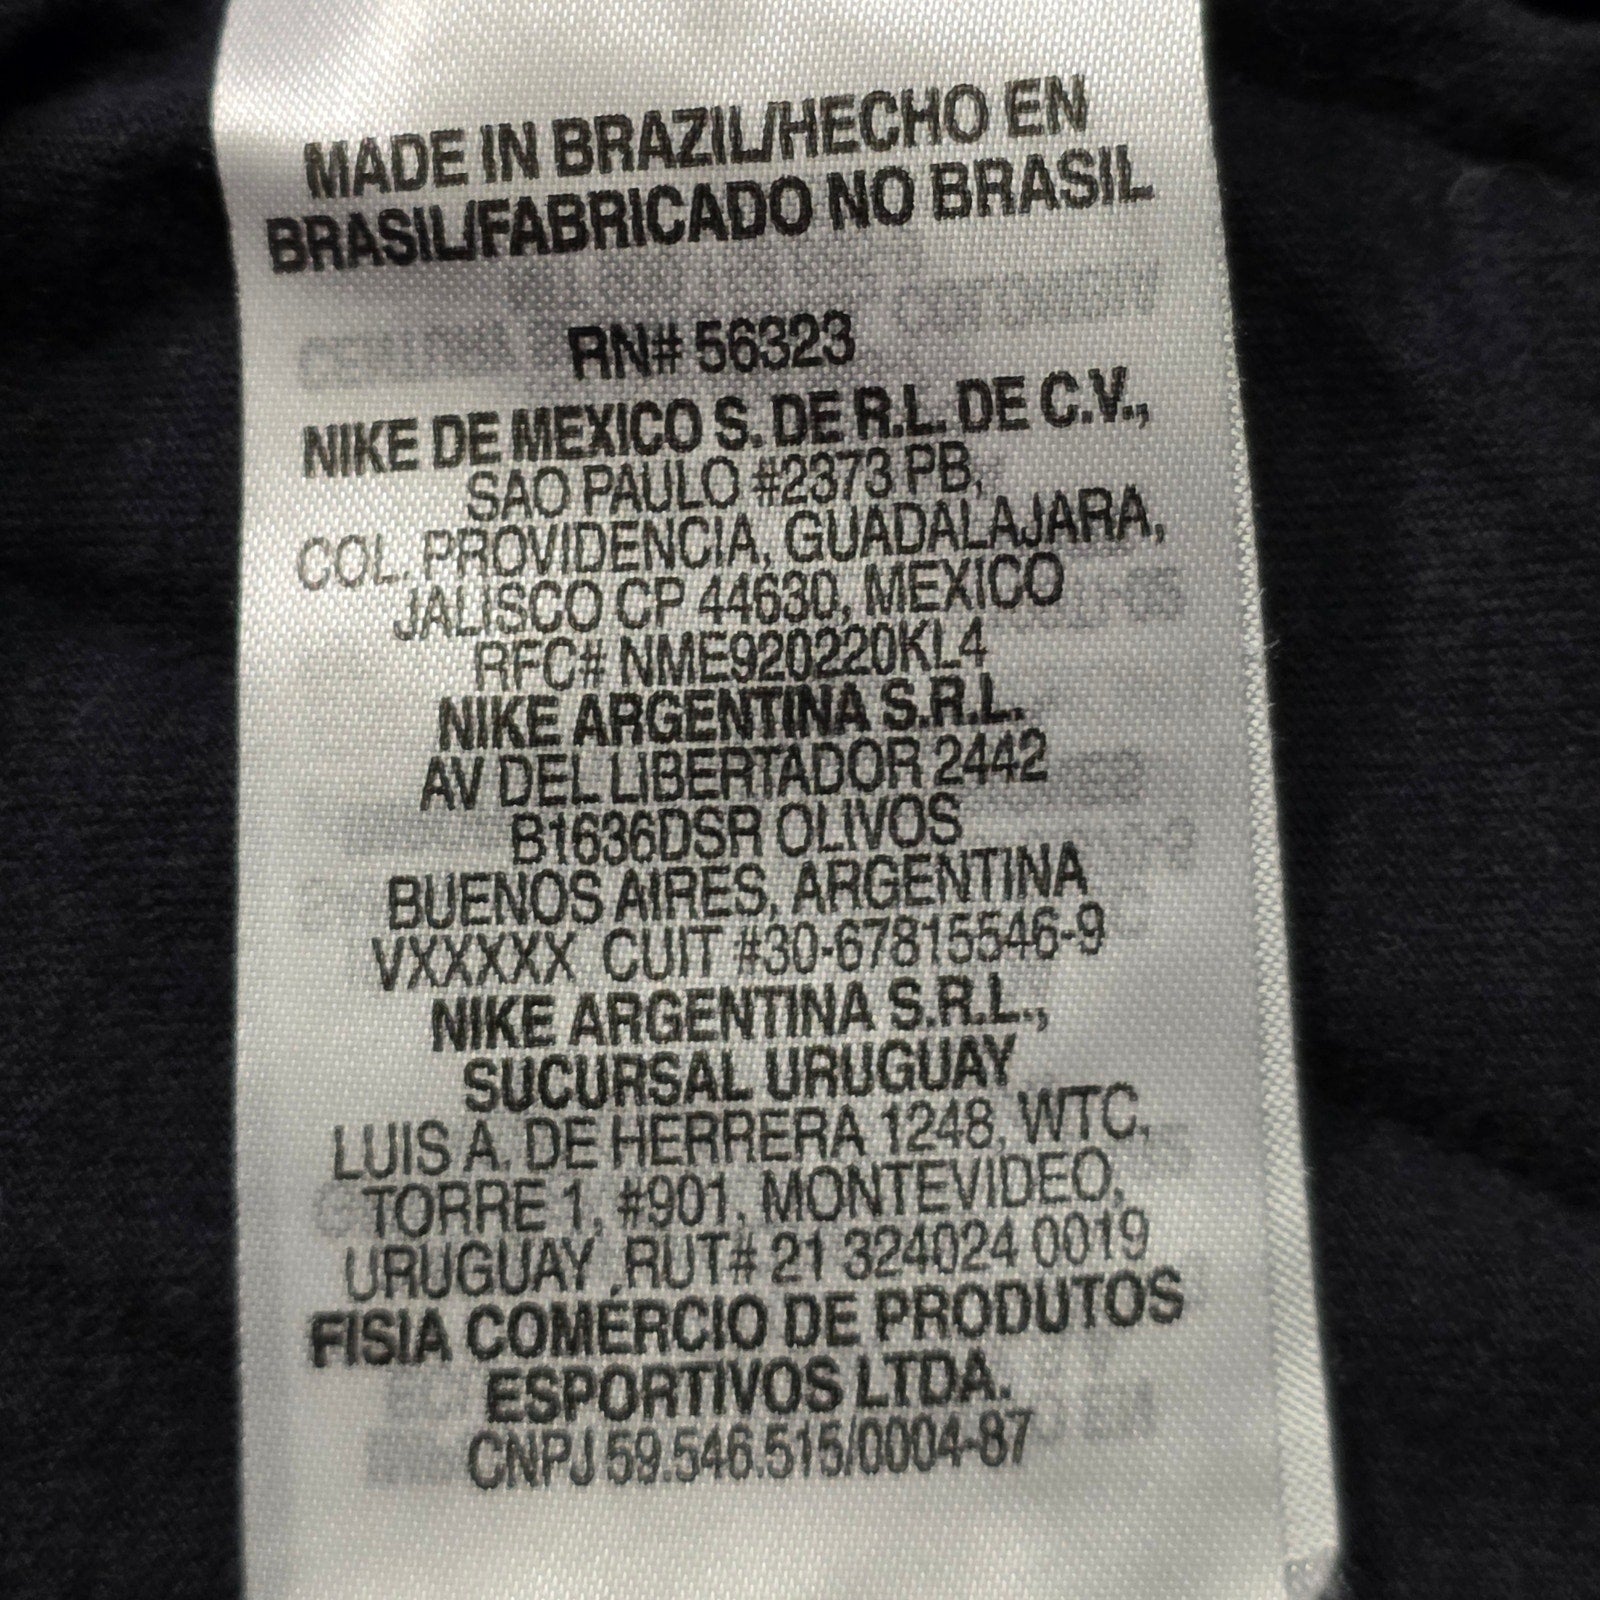 MADE IN BRAZIL/HECHO EN
BRASIL/FABRICADO NO BRASIL
RN# 56323
NIKE DE MEXICO S. DE R.L. DE C.V.,
SAO PAULO #2373 PB,
COL. PROVIDENCIA, GUADALAJARA,
JALISCO CP 44630, MEXICO
RFC# NME920220KL4
NIKE ARGENTINA S.R.L.
AV DEL LIBERTADOR 2442
B1636DSR OLIVOS
BUENOS AIRES, ARGENTINA
VXXXXX CUIT #30-67815546-9
NIKE ARGENTINA S.R.L.,
SUCURSAL URUGUAY
LUIS A. DE HERRERA 1248, WTC,
TORRE 1, #901, MONTEVIDEO,
URUGUAY ,RUT# 21 324024 0019
FISIA COMÉRCIO DE PRODUTOS
ESPORTIVOS LTDA.
CNPJ 59.546.515/0004-87